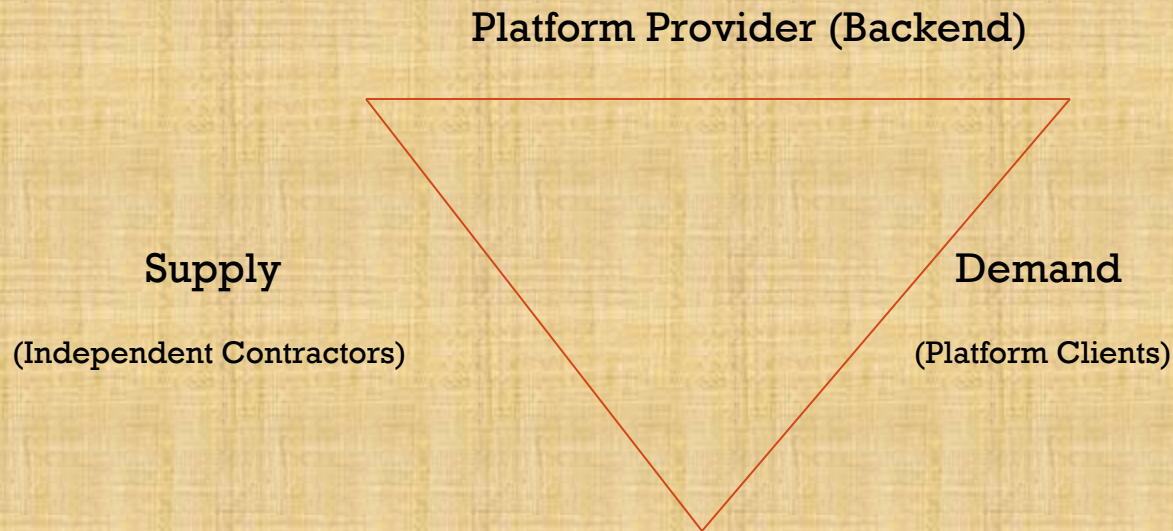 Platform Provider (Backend)
Supply
Demand
(Independent Contractors)
(Platform Clients)